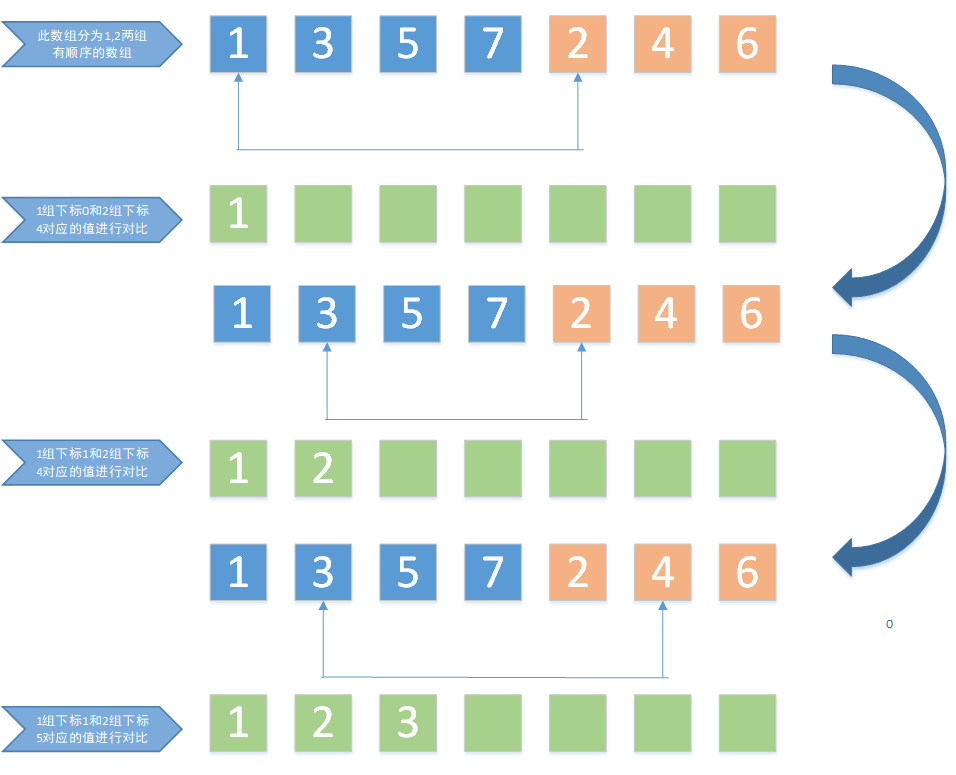 此数组分为1,2两组
有顺序的数组
1 3 5 7 2 4 6
1组下标0和2组下标
4对应的值进行对比
1
1 3 5 7 2 4 6
1组下标1和2组下标
4对应的值进行对比
1 2
1 3 5 7 2 4 6
0
1组下标1和2组下标
5对应的值进行对比
1 2 3